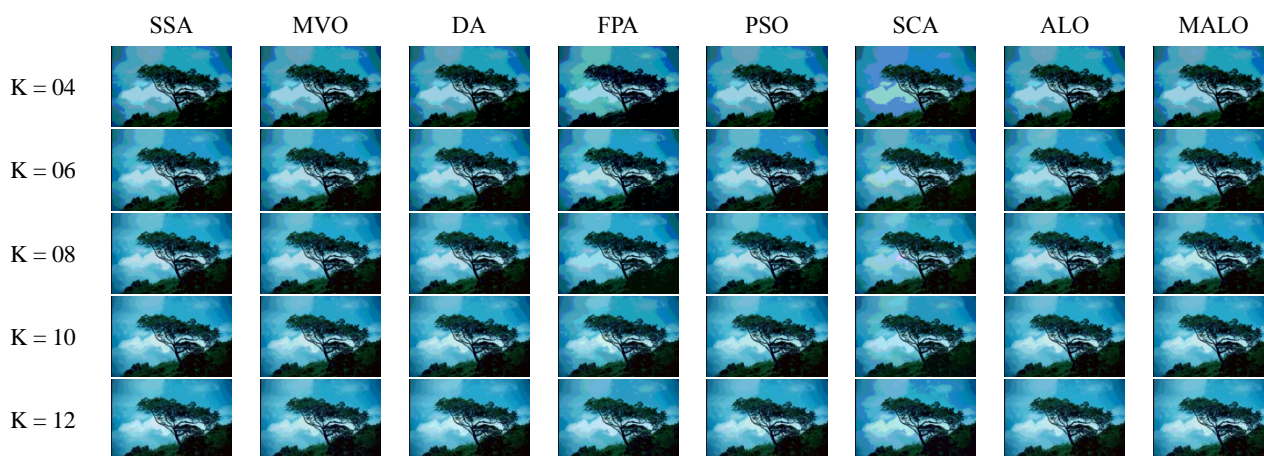 SSA MVO DA FPA PSO SCA ALO MALO
K = 04
K = 06
K = 08
K = 10
K = 12